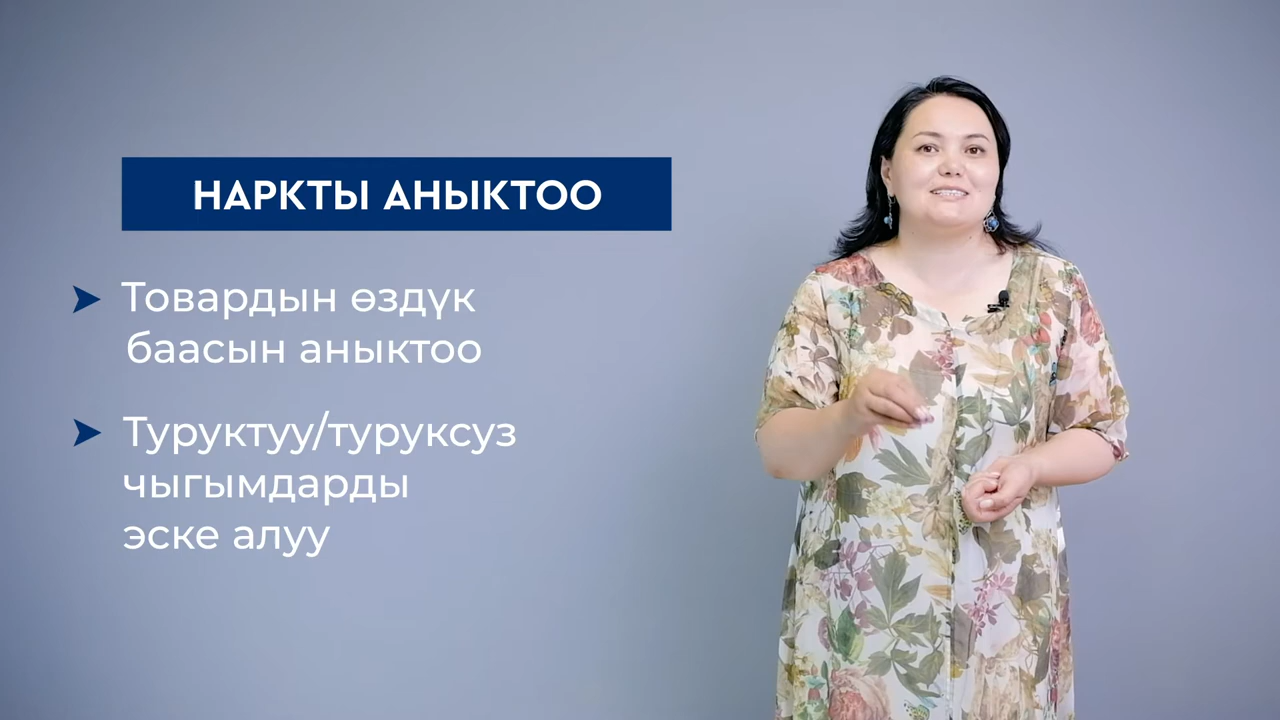 НАРКТЫ АНЫКТОО
Товардын өздүк
баасын аныктоо
Туруктуу/туруксуз
чыгымдарды
эске алуу